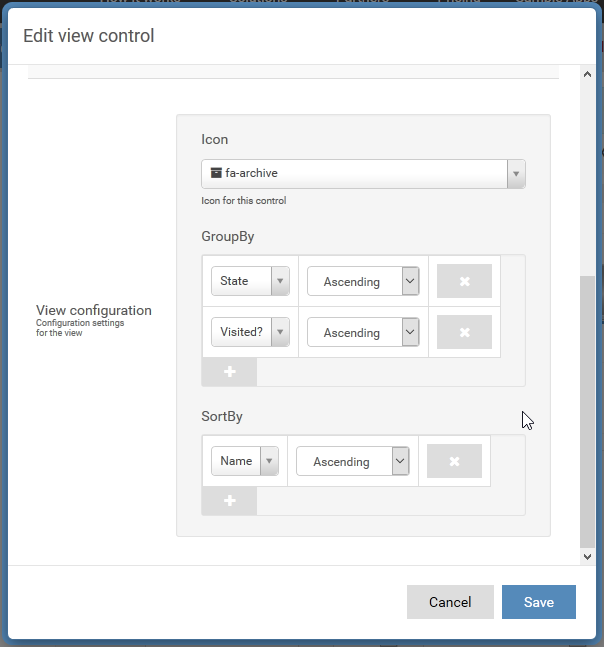 Edit view control
Icon
fa-archive
Icon for this control
GroupBy
State Ascending
View configuration
Configuration settings
for the view
Visited? Ascending
SortBy
Name Ascending
Cancel Save